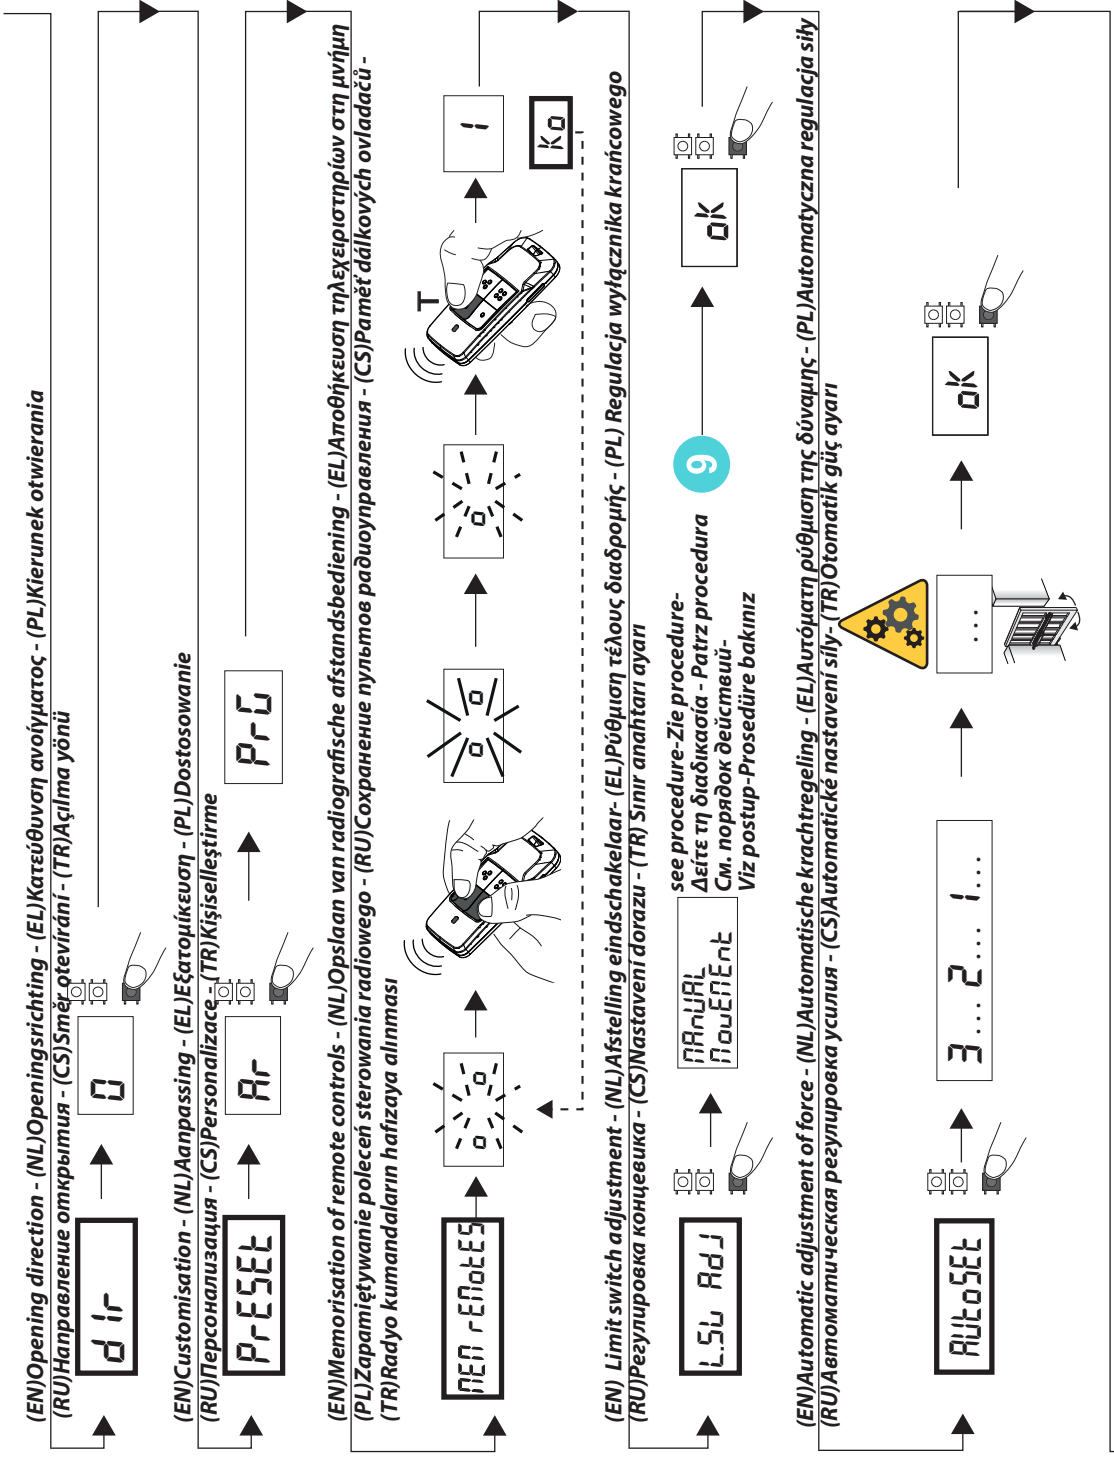 (EN)Opening direction - (NL)Openingsrichting - (EL)Κατεύθυνση ανοίγματος - (PL)Kierunek otwierania
(RU)Направление открытия - (CS)Směr otevírání - (TR)Açılma yönü
dIr
0
(EN)Customisation - (NL)Aanpassing - (EL)Εξατομίκευση - (PL)Dostosowanie
(RU)Персонализация - (CS)Personalizace - (TR)Kişiselleştirme
PrESEt
Ar
PrG
(EN)Memorisation of remote controls - (NL)Opslaan van radiografische afstandsbediening - (EL)Αποθήκευση τηλεχειριστηρίων στη μνήμη
(PL)Zapamiętywanie poleceń sterowania radiowego - (RU)Сохранение пультов радиоуправления - (CS)Paměť dálkových ovladačů -
(TR)Radyo kumandaların hafızaya alınması
MEM rEMotES
o o
o o
o
T
1
Ko
(EN) Limit switch adjustment - (NL)Afstelling eindschakelaar- (EL)Ρύθμιση τέλους διαδρομής - (PL) Regulacja wyłącznika krańcowego
(RU)Регулировка концевика - (CS)Nastavení dorazu - (TR) Sınır anahtarı ayarı
L.SW AdJ
MAnUAL
MovEMEnt
see procedure-Zie procedure-
Δείτε τη διαδικασία - Patrz procedura
См. порядок действий-
Viz postup-Prosedüre bakınız
9
oK
(EN)Automatic adjustment of force - (NL)Automatische krachtregeling - (EL)Αυτόματη ρύθμιση της δύναμης - (PL)Automatyczna regulacja siły
(RU)Автоматическая регулировка усилия - (CS)Automatické nastavení síly- (TR)Otomatik güç ayarı
AUtoSEt
3... 2... 1...
...
oK